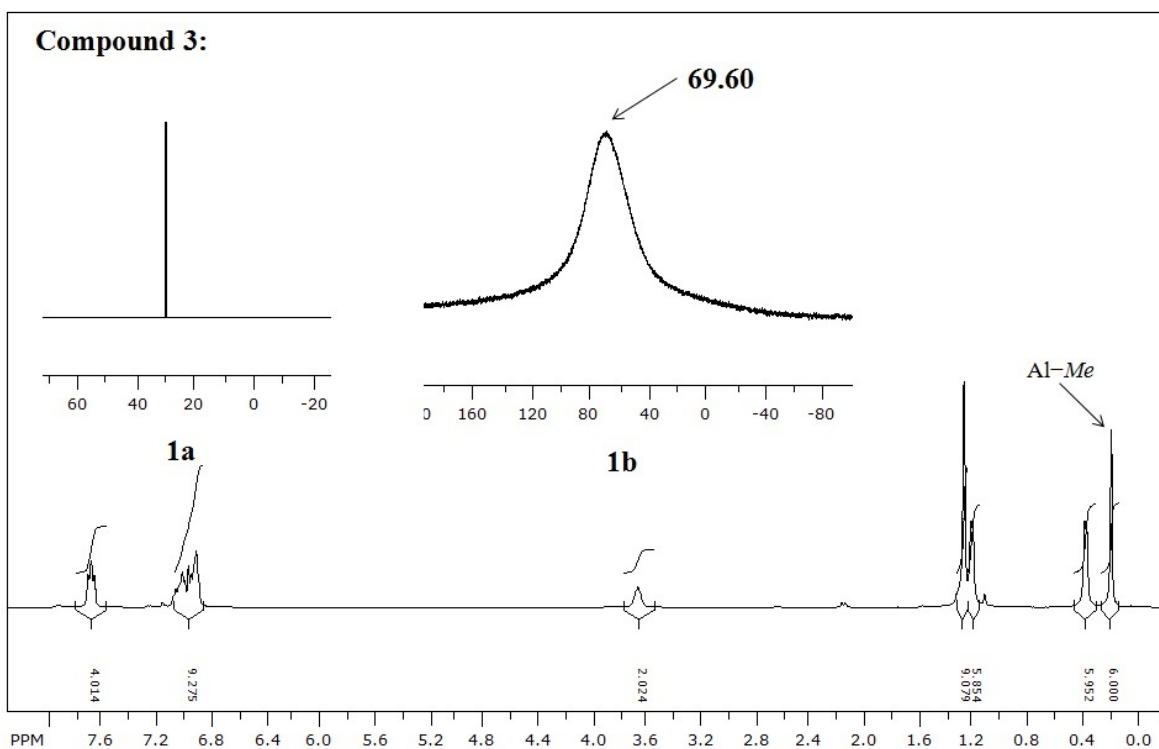 Compound 3:
69.60
60 40 20 0 -20
0 160 120 80 40 0 -40 -80
Al–Me
1a
1b
4.014 9.275 2.024 9.079 5.854 5.952 6.000
PPM 7.6 7.2 6.8 6.4 6.0 5.6 5.2 4.8 4.4 4.0 3.6 3.2 2.8 2.4 2.0 1.6 1.2 0.8 0.4 0.0